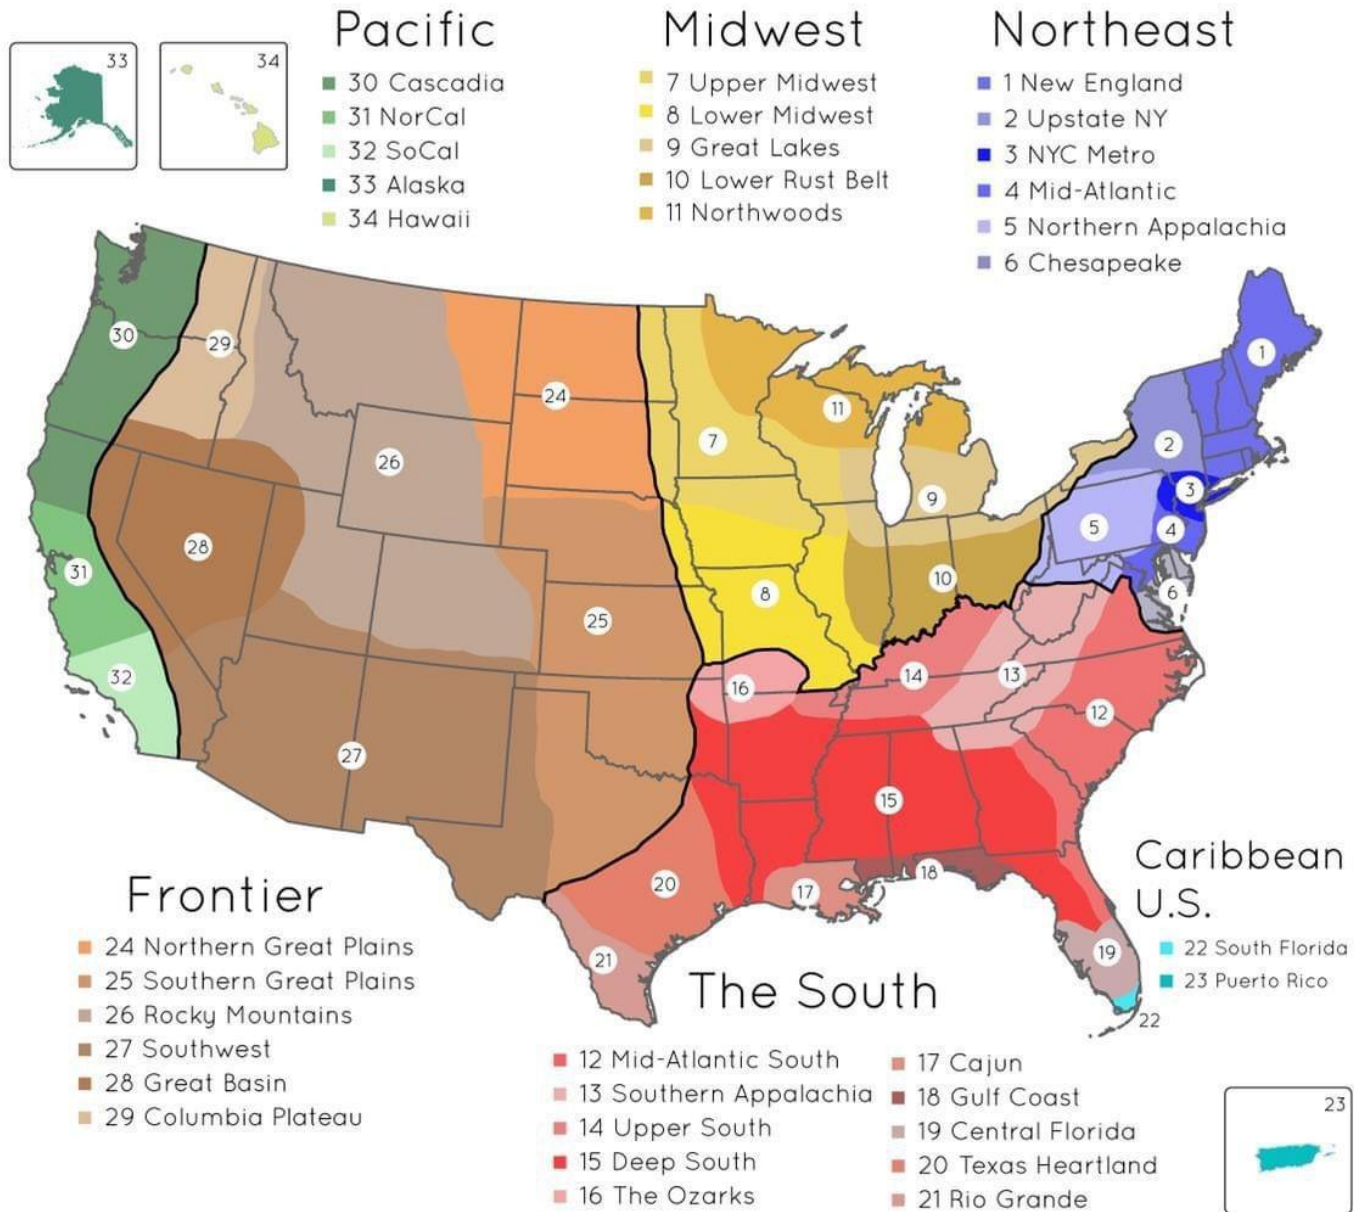 Pacific
30 Cascadia
31 NorCal
32 SoCal
33 Alaska
34 Hawaii
Midwest
7 Upper Midwest
8 Lower Midwest
9 Great Lakes
10 Lower Rust Belt
11 Northwoods
Northeast
1 New England
2 Upstate NY
3 NYC Metro
4 Mid-Atlantic
5 Northern Appalachia
6 Chesapeake
33
34
30
29
24
26
28
31
32
27
25
7
11
9
8
10
16
14
13
12
15
20
17
18
21
19
22
1
2
3
4
5
6
Frontier
24 Northern Great Plains
25 Southern Great Plains
26 Rocky Mountains
27 Southwest
28 Great Basin
29 Columbia Plateau
The South
12 Mid-Atlantic South
13 Southern Appalachia
14 Upper South
15 Deep South
16 The Ozarks
17 Cajun
18 Gulf Coast
19 Central Florida
20 Texas Heartland
21 Rio Grande
Caribbean
U.S.
22 South Florida
23 Puerto Rico
23